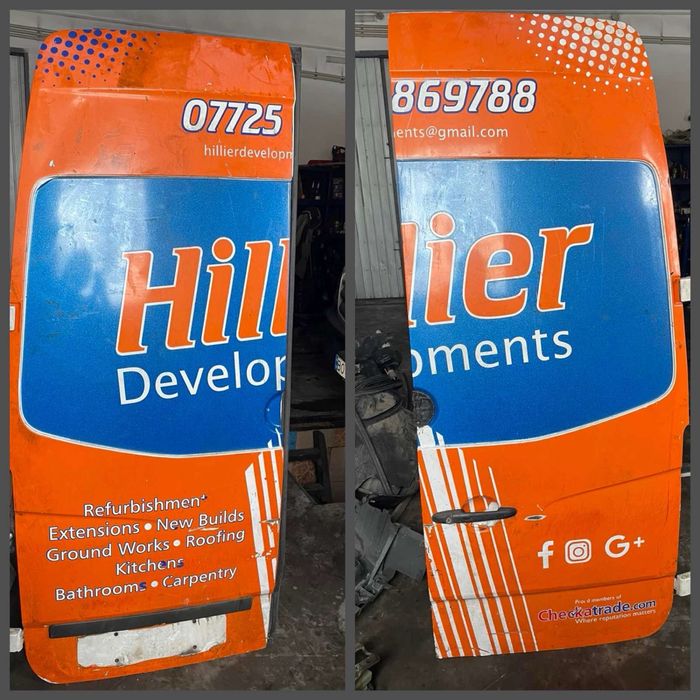 07725
hillierdevelopm
Hill
Develop
Refurbishment
Extensions • New Builds
Ground Works • Roofing
Kitchens
Bathrooms • Carpentry
869788
ents@gmail.com
lier
opments
f G+
Proud members of
Checkatrade.com
Where reputation matters